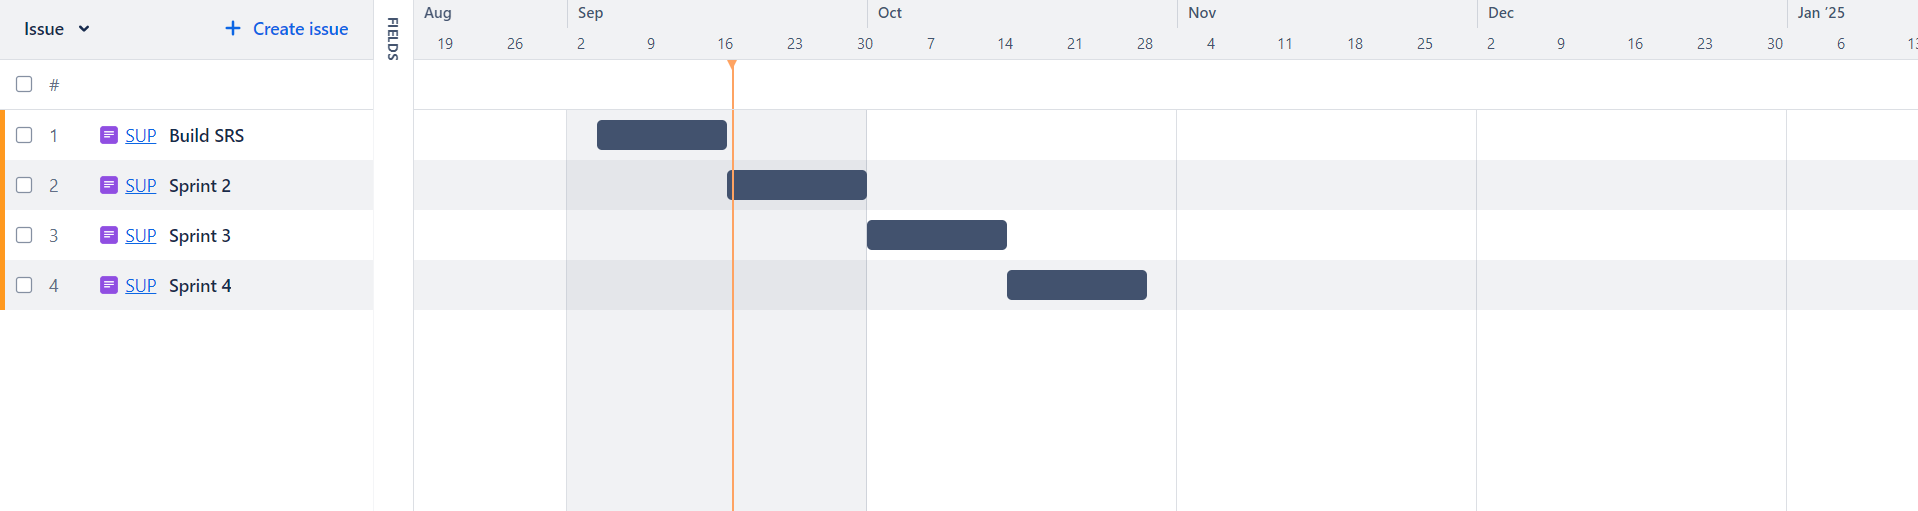 Issue
Create issue
FIELDS
Aug Sep Oct Nov Dec Jan ’25
19 26 2 9 16 23 30 7 14 21 28 4 11 18 25 2 9 16 23 30 6
#
1 SUP Build SRS
2 SUP Sprint 2
3 SUP Sprint 3
4 SUP Sprint 4